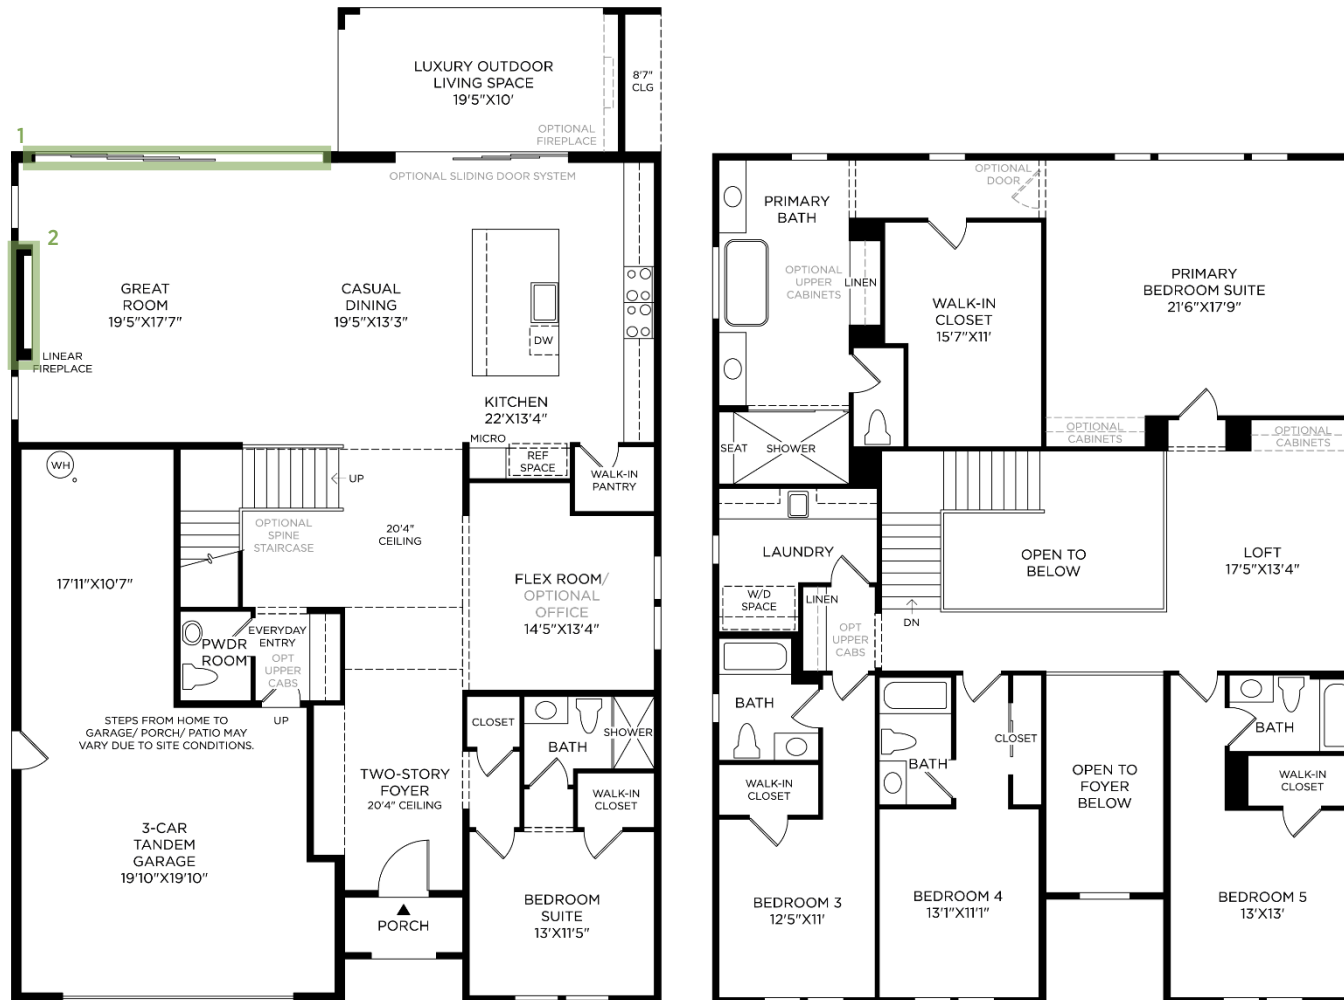 LUXURY OUTDOOR
LIVING SPACE
19'5"X10'
8'7"
CLG
OPTIONAL
FIREPLACE
1
OPTIONAL SLIDING DOOR SYSTEM
2
GREAT
ROOM
19'5"X17'7"
CASUAL
DINING
19'5"X13'3"
DW
LINEAR
FIREPLACE
KITCHEN
22'X13'4"
MICRO
REF
SPACE
WALK-IN
PANTRY
WH
UP
OPTIONAL
SPINE
STAIRCASE
20'4"
CEILING
17'11"X10'7"
FLEX ROOM/
OPTIONAL
OFFICE
14'5"X13'4"
PWDR
ROOM
EVERYDAY
ENTRY
OPT
UPPER
CABS
UP
STEPS FROM HOME TO
GARAGE/ PORCH/ PATIO MAY
VARY DUE TO SITE CONDITIONS.
CLOSET
BATH
SHOWER
TWO-STORY
FOYER
20'4" CEILING
WALK-IN
CLOSET
3-CAR
TANDEM
GARAGE
19'10"X19'10"
PORCH
BEDROOM
SUITE
13'X11'5"
PRIMARY
BATH
OPTIONAL
DOOR
OPTIONAL
UPPER
CABINETS
LINEN
WALK-IN
CLOSET
15'7"X11'
PRIMARY
BEDROOM SUITE
21'6"X17'9"
SEAT
SHOWER
OPTIONAL
CABINETS
OPTIONAL
CABINETS
LAUNDRY
W/D
SPACE
LINEN
OPT
UPPER
CABS
DN
OPEN TO
BELOW
LOFT
17'5"X13'4"
BATH
WALK-IN
CLOSET
BATH
CLOSET
OPEN TO
FOYER
BELOW
BATH
WALK-IN
CLOSET
BEDROOM 3
12'5"X11'
BEDROOM 4
13'1"X11'1"
BEDROOM 5
13'X13'